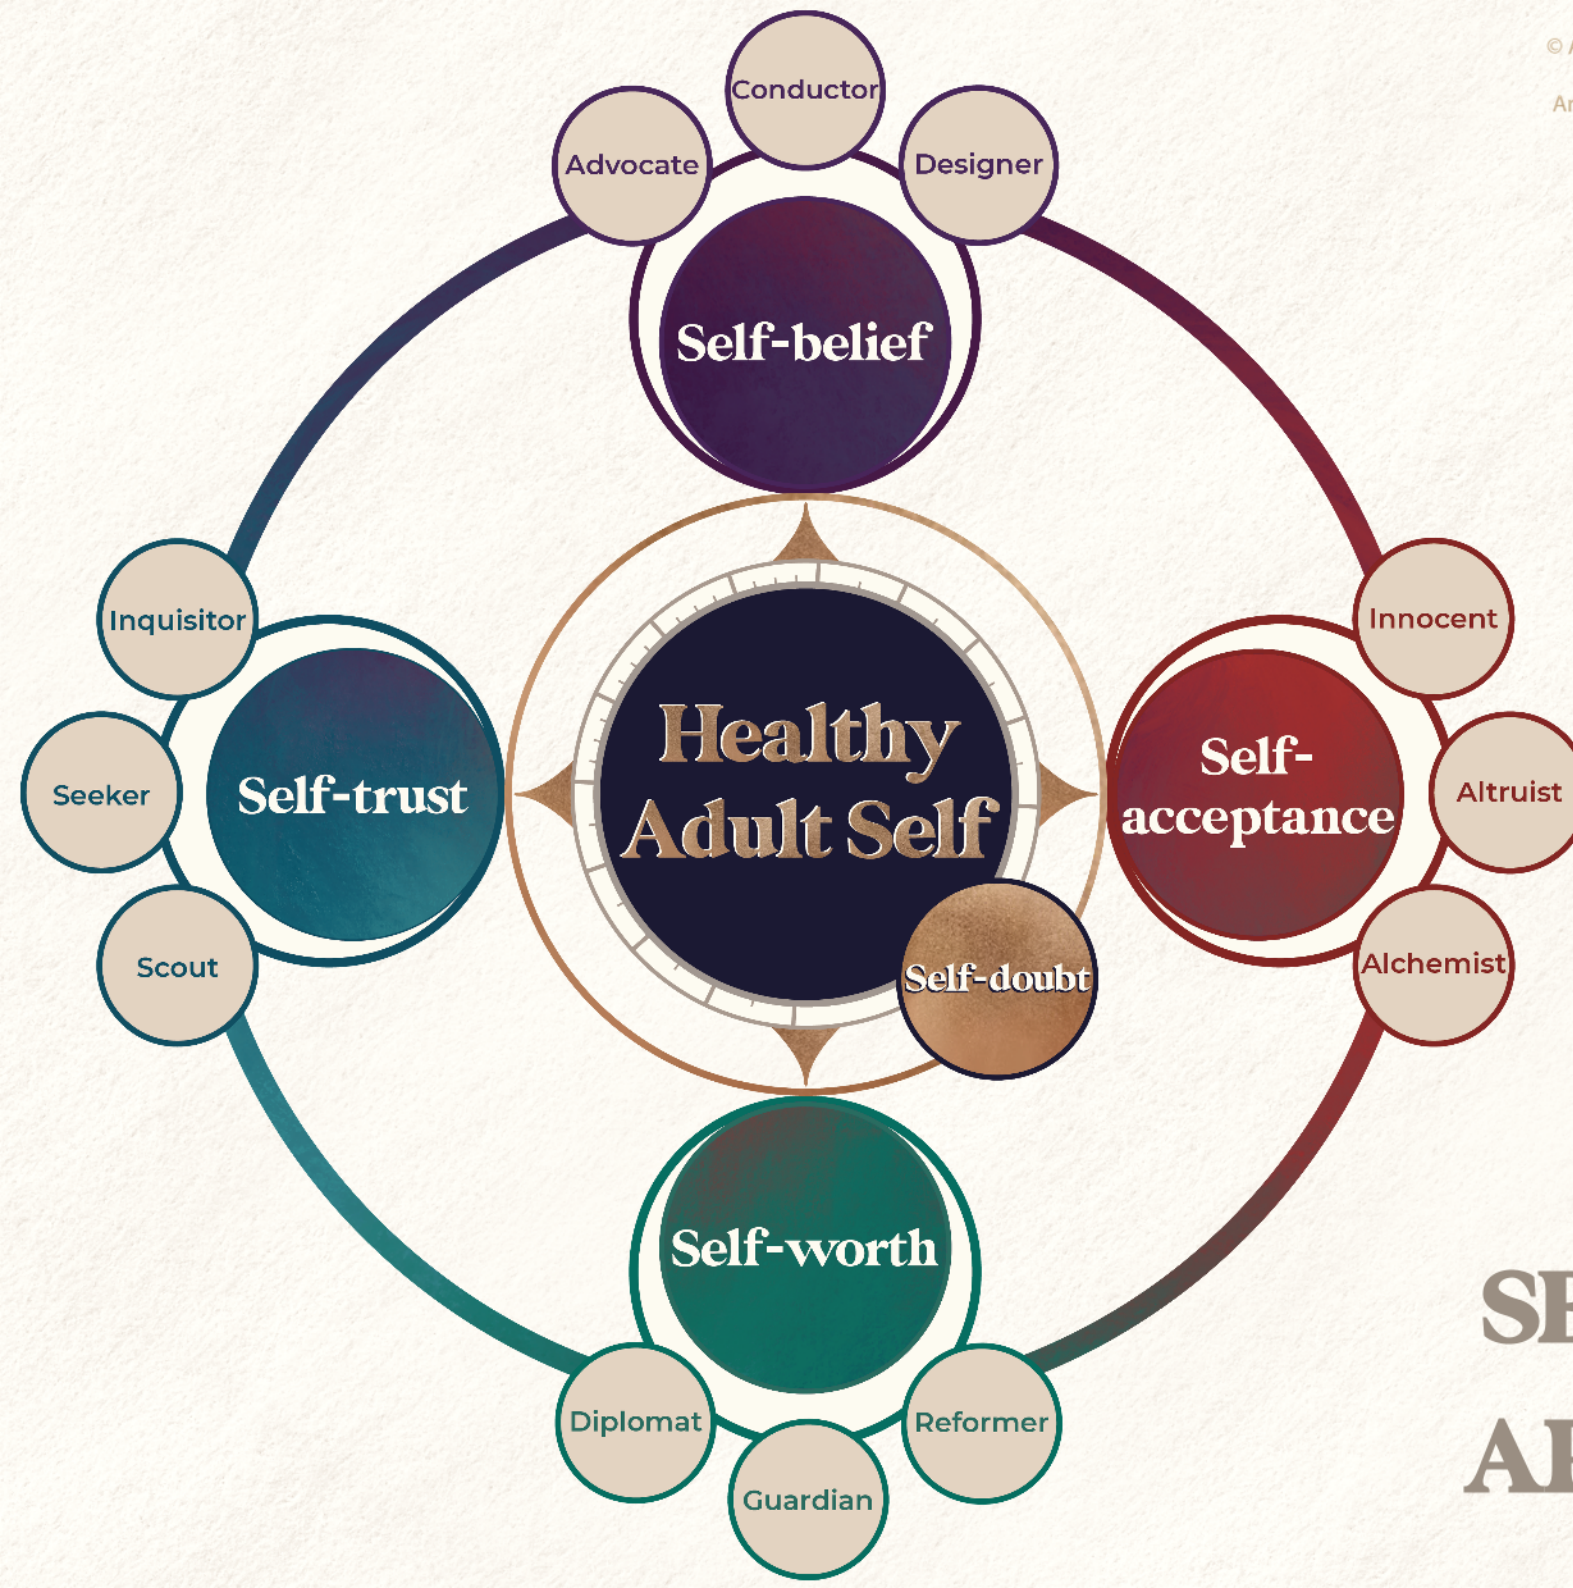 Conductor
Advocate
Designer
Self-belief
Inquisitor
Seeker
Scout
Self-trust
Healthy
Adult Self
Self-doubt
Self-
acceptance
Innocent
Altruist
Alchemist
Self-worth
Diplomat
Guardian
Reformer